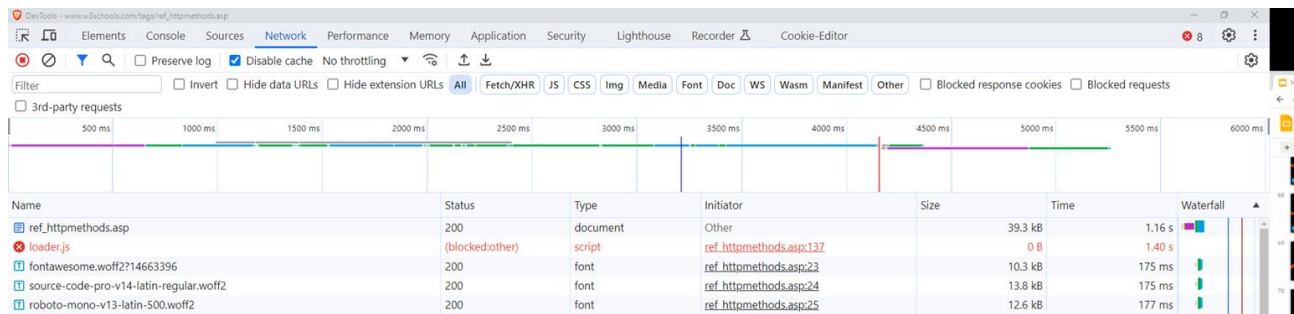 DevTools - www.w3schools.com/tags/ref_httpmethods.asp
Elements Console Sources Network Performance Memory Application Security Lighthouse Recorder Cookie-Editor 8
Preserve log Disable cache No throttling
Filter Invert Hide data URLs Hide extension URLs All Fetch/XHR JS CSS Img Media Font Doc WS Wasm Manifest Other Blocked response cookies Blocked requests
3rd-party requests
500 ms 1000 ms 1500 ms 2000 ms 2500 ms 3000 ms 3500 ms 4000 ms 4500 ms 5000 ms 5500 ms 6000 ms
Name Status Type Initiator Size Time Waterfall
ref_httpmethods.asp 200 document Other 39.3 kB 1.16 s
loader.js (blocked:other) script ref_httpmethods.asp:137 0 B 1.40 s
fontawesome.woff2?14663396 200 font ref_httpmethods.asp:23 10.3 kB 175 ms
source-code-pro-v14-latin-regular.woff2 200 font ref_httpmethods.asp:24 13.8 kB 175 ms
roboto-mono-v13-latin-500.woff2 200 font ref_httpmethods.asp:25 12.6 kB 177 ms
68
69
70